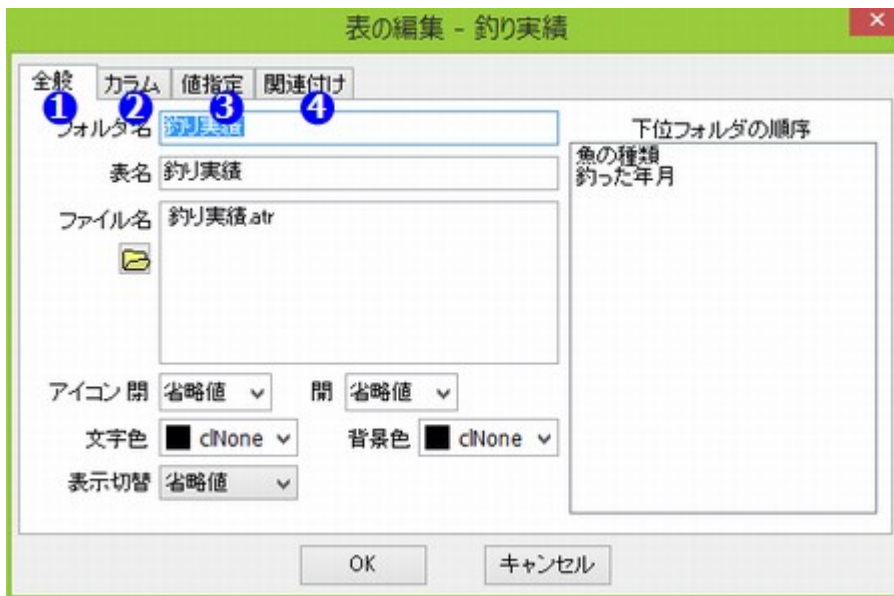 表の編集 - 釣り実績
×
全般 カラム 値指定 関連付け
1 2 3 4
フォルダ名 釣り実績
表名 釣り実績
ファイル名 釣り実績.atr
アイコン 閉 省略値 開 省略値
文字色 clNone 背景色 clNone
表示切替 省略値
下位フォルダの順序
魚の種類
釣った年月
OK キャンセル